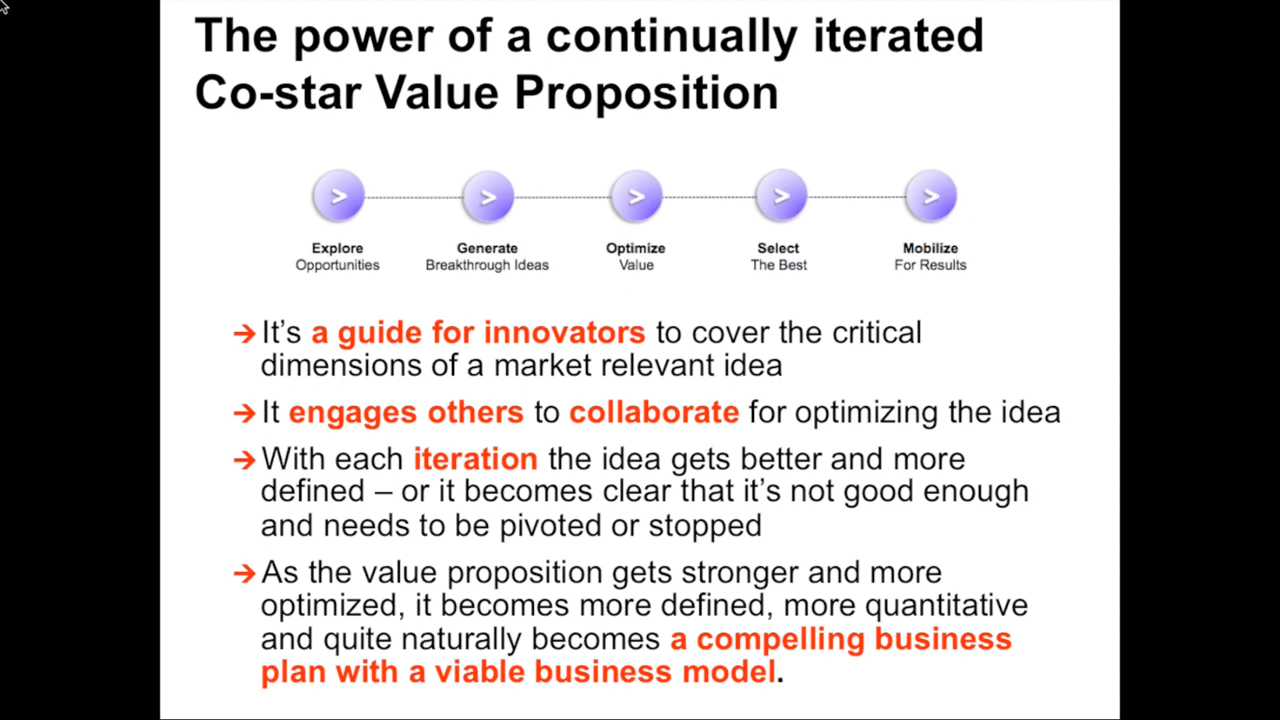 The power of a continually iterated
Co-star Value Proposition
> > > > >
Explore Generate Optimize Select Mobilize
Opportunities Breakthrough Ideas Value The Best For Results
➔ It’s a guide for innovators to cover the critical
dimensions of a market relevant idea
➔ It engages others to collaborate for optimizing the idea
➔ With each iteration the idea gets better and more
defined – or it becomes clear that it’s not good enough
and needs to be pivoted or stopped
➔ As the value proposition gets stronger and more
optimized, it becomes more defined, more quantitative
and quite naturally becomes a compelling business
plan with a viable business model.